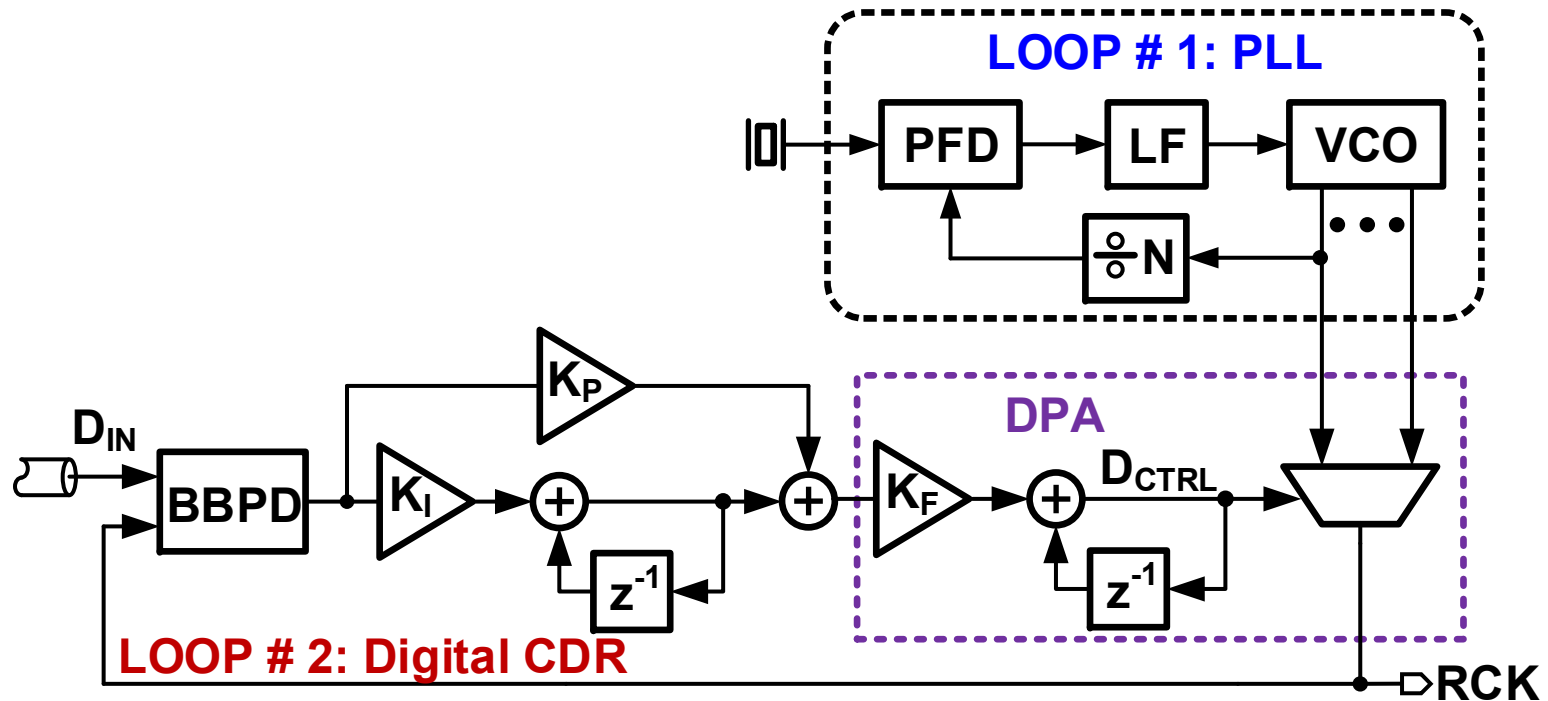 LOOP # 1: PLL
PFD
LF
VCO
÷ N
K_P
DPA
D_IN
BBPD
K_I
+
+
K_F
+
D_CTRL
z^-1
z^-1
LOOP # 2: Digital CDR
RCK